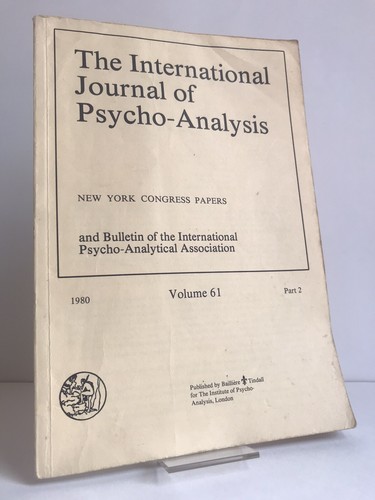 The International
Journal of
Psycho-Analysis
NEW YORK CONGRESS PAPERS
and Bulletin of the International
Psycho-Analytical Association
1980 Volume 61 Part 2
Published by Baillière Tindall
for The Institute of Psycho-
Analysis, London